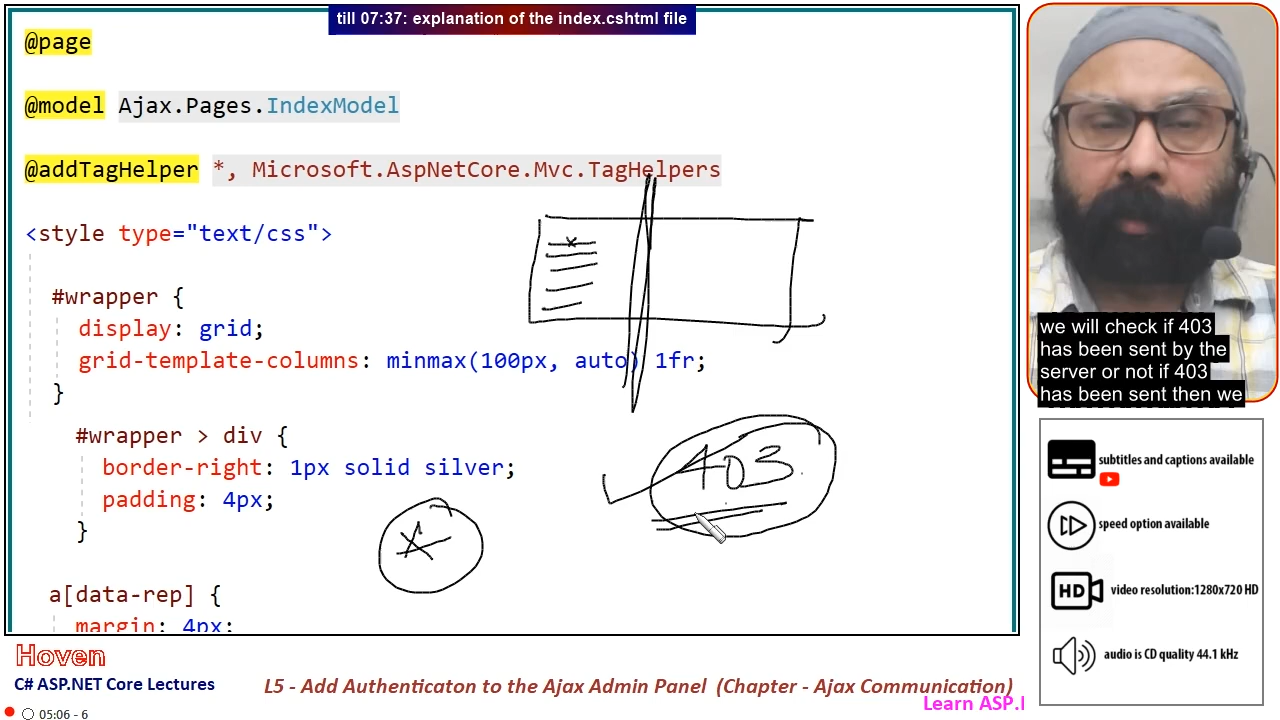 till 07:37: explanation of the index.cshtml file
@page
@model Ajax.Pages.IndexModel
@addTagHelper *, Microsoft.AspNetCore.Mvc.TagHelpers
<style type="text/css">
#wrapper {
display: grid;
grid-template-columns: minmax(100px, auto) 1fr;
}
#wrapper > div {
border-right: 1px solid silver;
padding: 4px;
}
403
a[data-rep] {
margin: 4px;
we will check if 403
has been sent by the
server or not if 403
has been sent then we
subtitles and captions available
speed option available
HD video resolution:1280x720 HD
audio is CD quality 44.1 kHz
Hoven
C# ASP.NET Core Lectures
L5 - Add Authenticaton to the Ajax Admin Panel (Chapter - Ajax Communication)
Learn ASP.
05:06 - 6